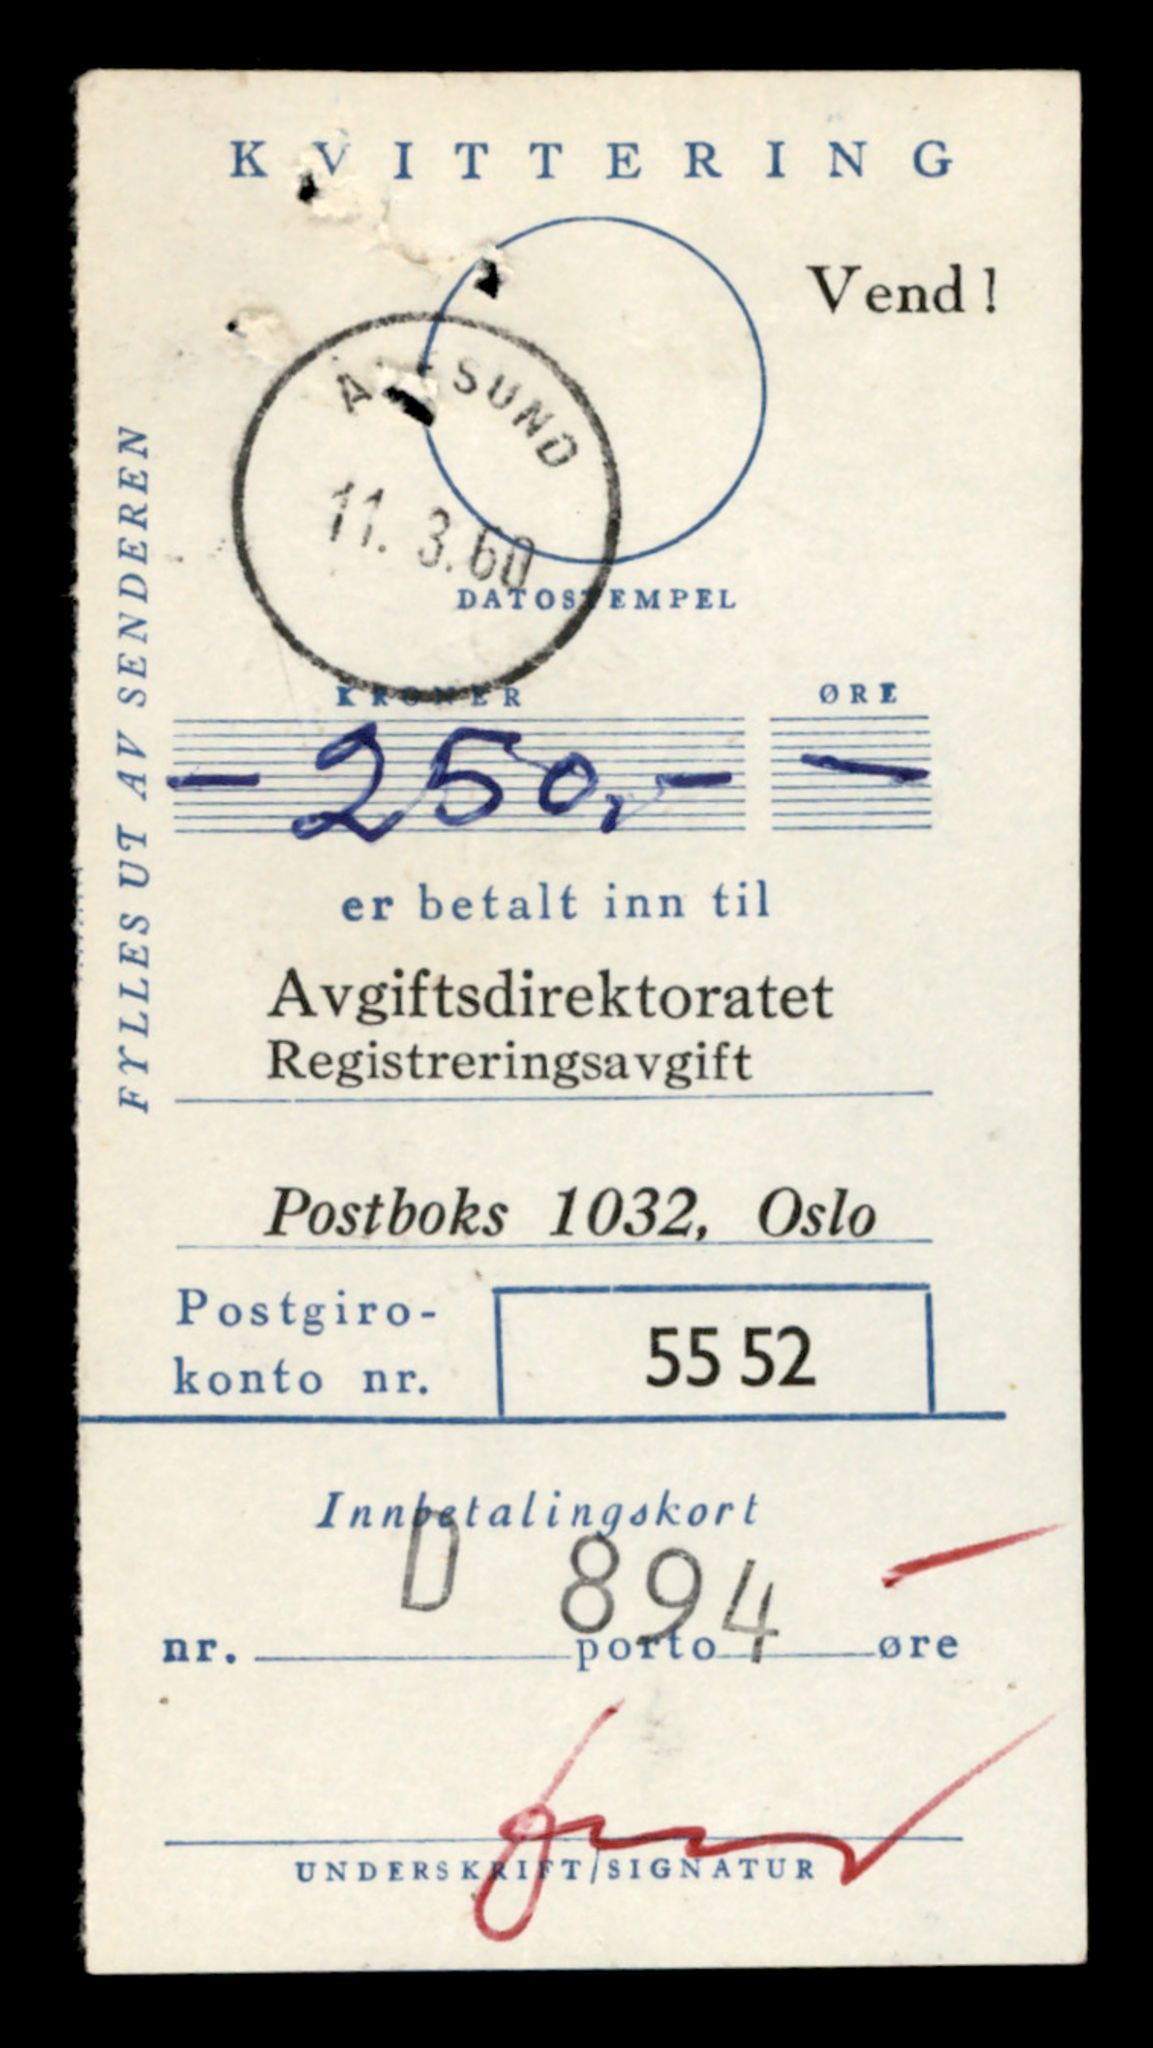 KVITTERING
Vend!
SUND
11.3.60
DATOSTEMPEL
FYLLES UT AV SENDEREN
KRONER ØRE
- 250,- -
er betalt inn til
Avgiftsdirektoratet
Registreringsavgift
Postboks 1032, Oslo
Postgiro-
konto nr. 55 52
Innbetalingskort
D 894
nr. porto øre
UNDERSKRIFT/SIGNATUR